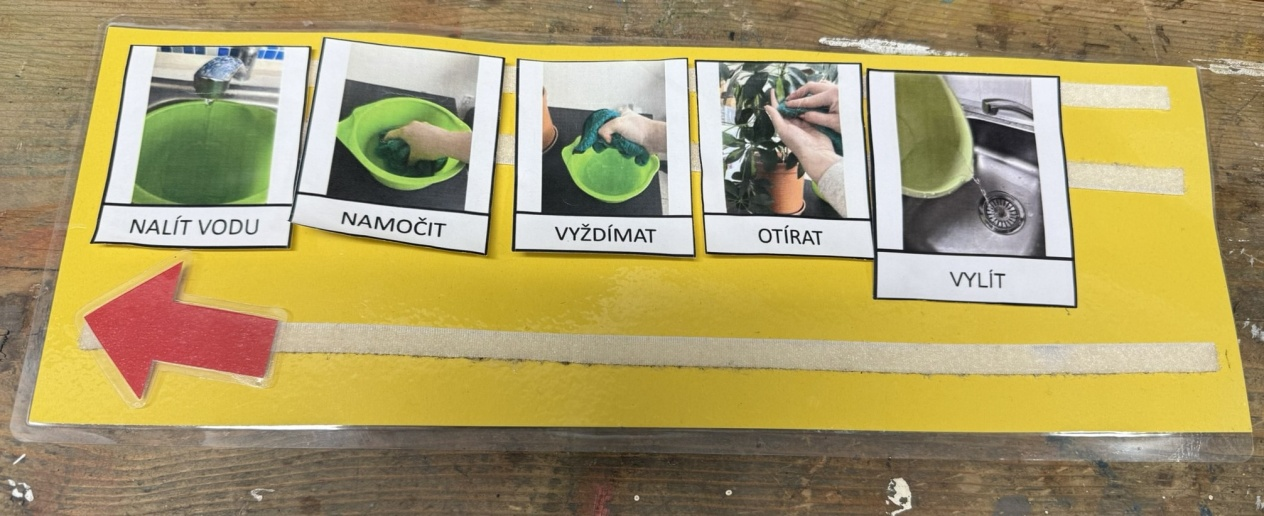 NALÍT VODU
NAMOČIT
VYŽDÍMAT
OTÍRAT
VYLÍT